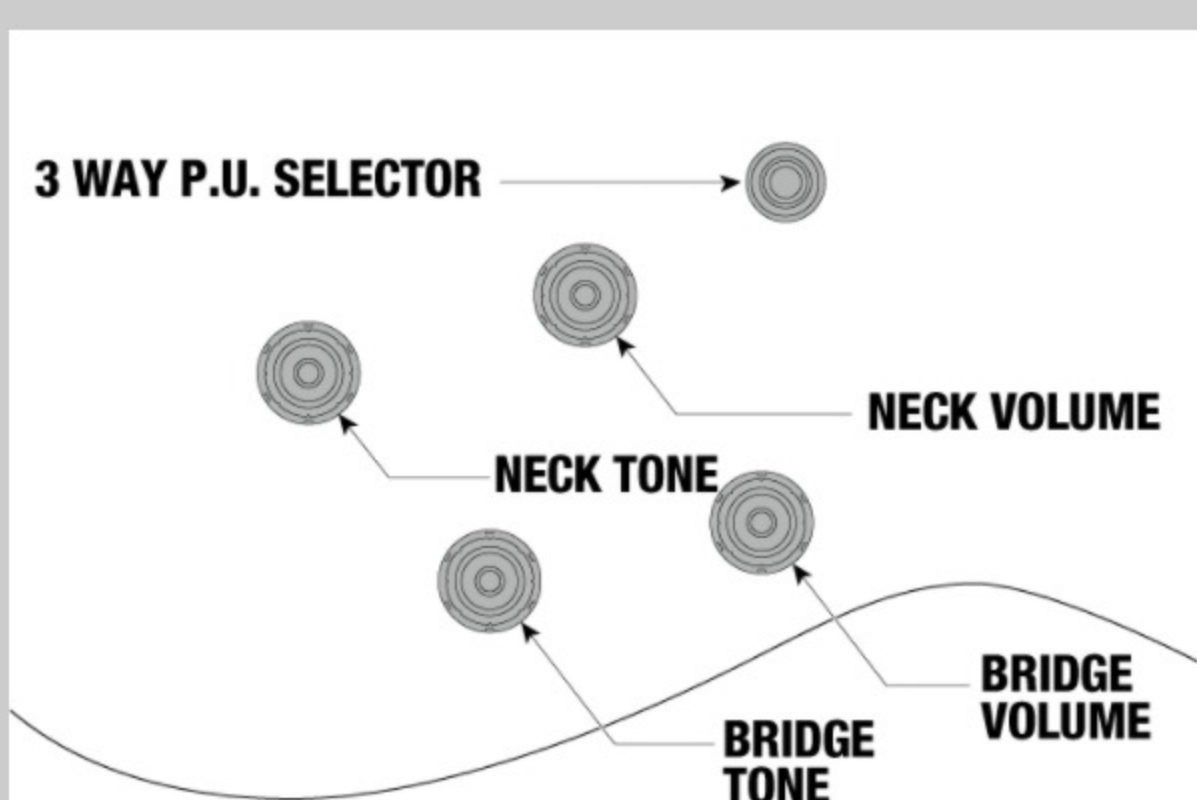 3 WAY P.U. SELECTOR
NECK VOLUME
NECK TONE
BRIDGE
VOLUME
BRIDGE
TONE